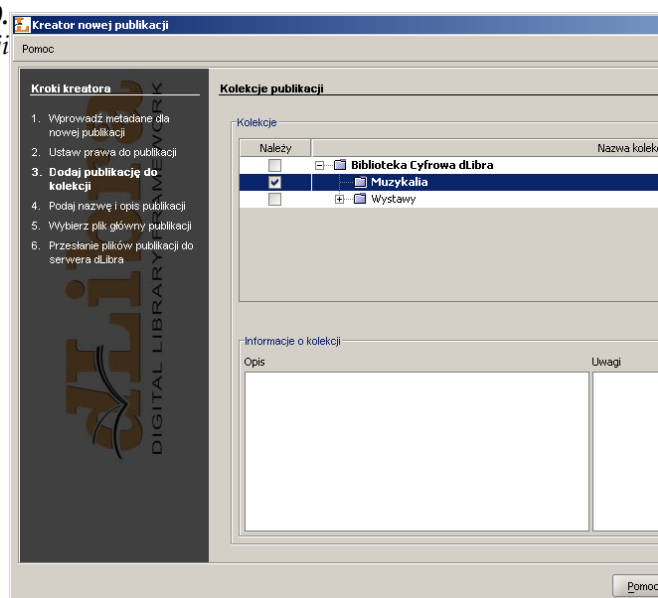 ).
ji
Kreator nowej publikacji
Pomoc
Kroki kreatora
1. Wprowadź metadane dla
nowej publikacji
2. Ustaw prawa do publikacji
3. Dodaj publikację do
kolekcji
4. Podaj nazwę i opis publikacji
5. Wybierz plik główny publikacji
6. Przesłanie plików publikacji do
serwera dLibra
dLibra
DIGITAL LIBRARY FRAMEWORK
Kolekcje publikacji
Kolekcje
Należy Nazwa kolek
Biblioteka Cyfrowa dLibra
Muzykalia
Wystawy
Informacje o kolekcji
Opis Uwagi
Pomoc